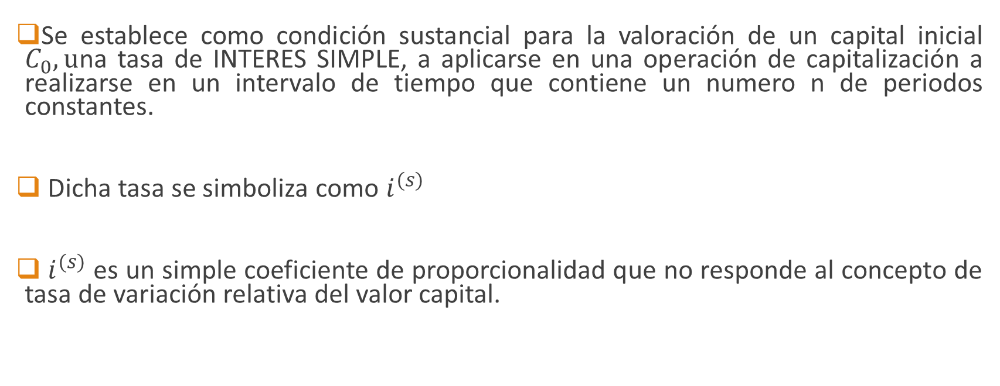 Se establece como condición sustancial para la valoración de un capital inicial
C₀, una tasa de INTERES SIMPLE, a aplicarse en una operación de capitalización a
realizarse en un intervalo de tiempo que contiene un numero n de periodos
constantes.
Dicha tasa se simboliza como i⁽ˢ⁾
i⁽ˢ⁾ es un simple coeficiente de proporcionalidad que no responde al concepto de
tasa de variación relativa del valor capital.